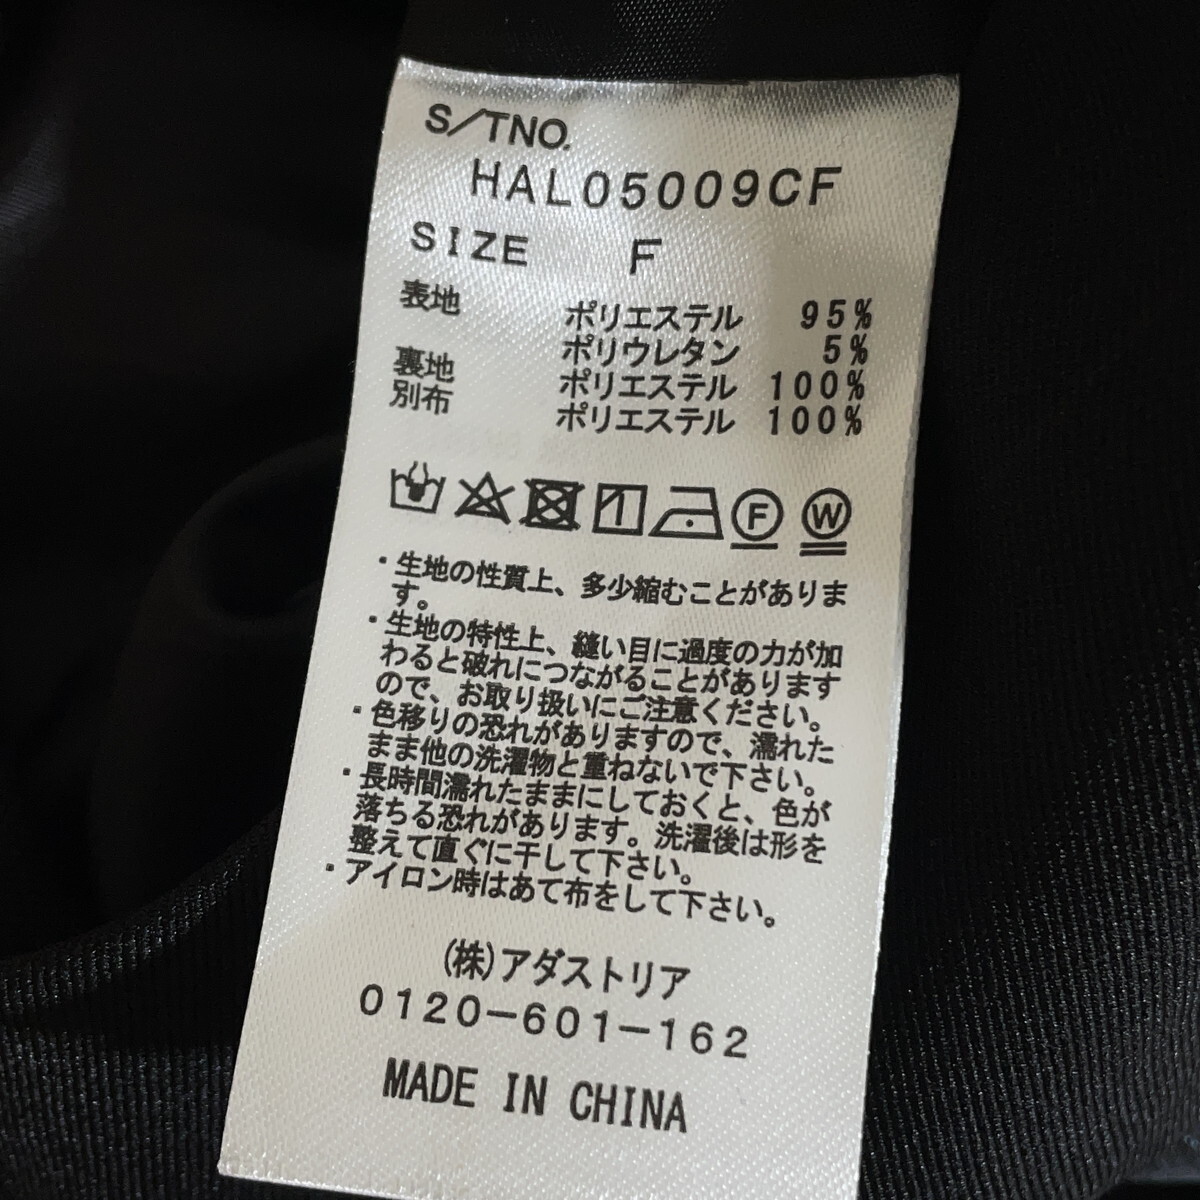 S/TNO.
HAL05009CF
SIZE F
表地 ポリエステル 95%
ポリウレタン 5%
裏地 ポリエステル 100%
別布 ポリエステル 100%
F W
・生地の性質上、多少縮むことがありま
す。
・生地の特性上、縫い目に過度の力が加
わると破れにつながることがあります
ので、お取り扱いにご注意ください。
・色移りの恐れがありますので、濡れた
まま他の洗濯物と重ねないで下さい。
・長時間濡れたままにしておくと、色が
落ちる恐れがあります。洗濯後は形を
整えて直ぐに干して下さい。
・アイロン時はあて布をして下さい。
(株)アダストリア
0120-601-162
MADE IN CHINA